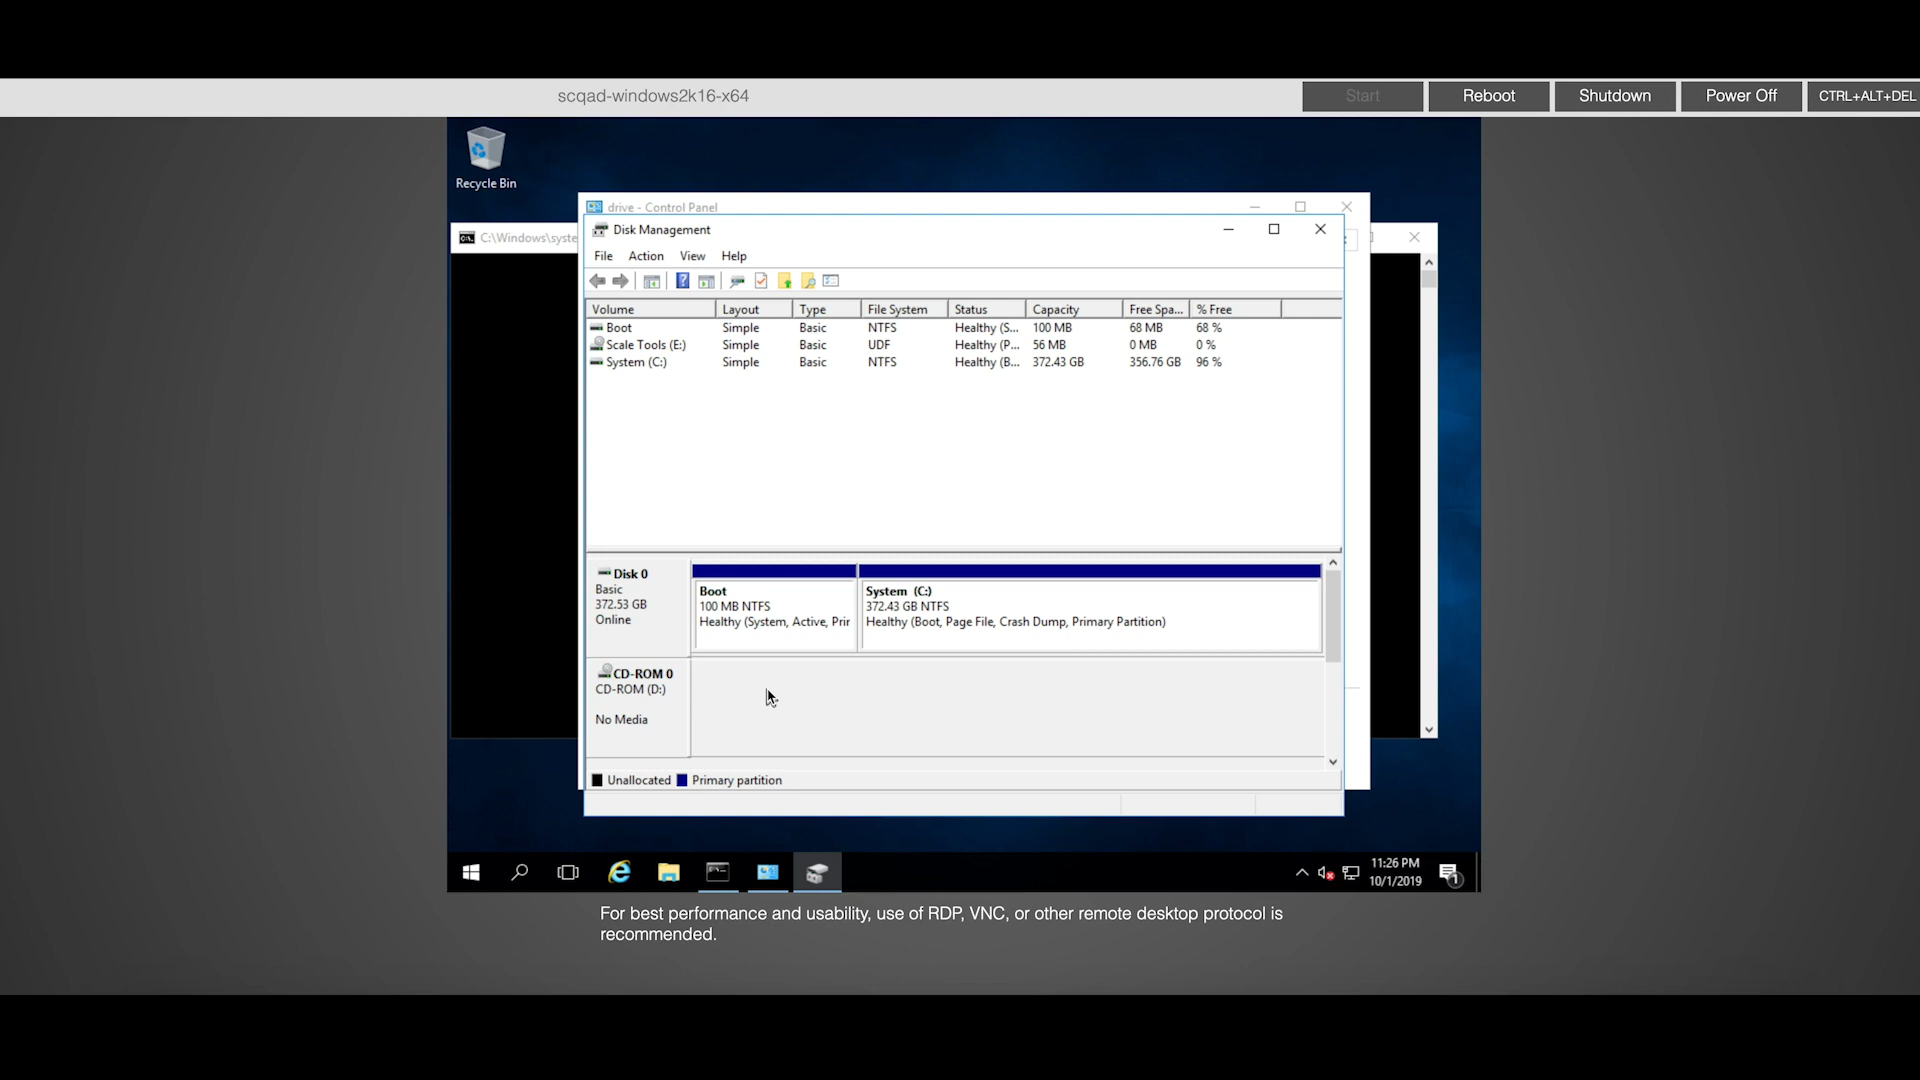 scqad-windows2k16-x64
Start
Reboot
Shutdown
Power Off
CTRL+ALT+DEL
Recycle Bin
drive - Control Panel
C:\Windows\syste
Disk Management
File Action View Help
Volume Layout Type File System Status Capacity Free Spa... % Free
Boot Simple Basic NTFS Healthy (S... 100 MB 68 MB 68 %
Scale Tools (E:) Simple Basic UDF Healthy (P... 56 MB 0 MB 0 %
System (C:) Simple Basic NTFS Healthy (B... 372.43 GB 356.76 GB 96 %
Disk 0
Basic
372.53 GB
Online
Boot
100 MB NTFS
Healthy (System, Active, Prir
System (C:)
372.43 GB NTFS
Healthy (Boot, Page File, Crash Dump, Primary Partition)
CD-ROM 0
CD-ROM (D:)
No Media
Unallocated Primary partition
11:26 PM
10/1/2019
1
For best performance and usability, use of RDP, VNC, or other remote desktop protocol is
recommended.